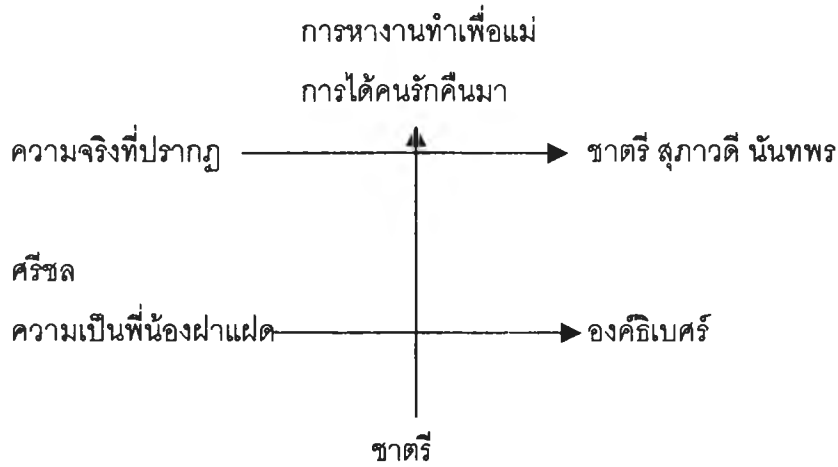 การหางานทำเพื่อแม่
การได้คนรักคืนมา
ความจริงที่ปรากฏ ชาตรี สุภาวดี นันทพร
ศรีชล
ความเป็นพี่น้องฝาแฝด องค์ธิเบศร์
ชาตรี